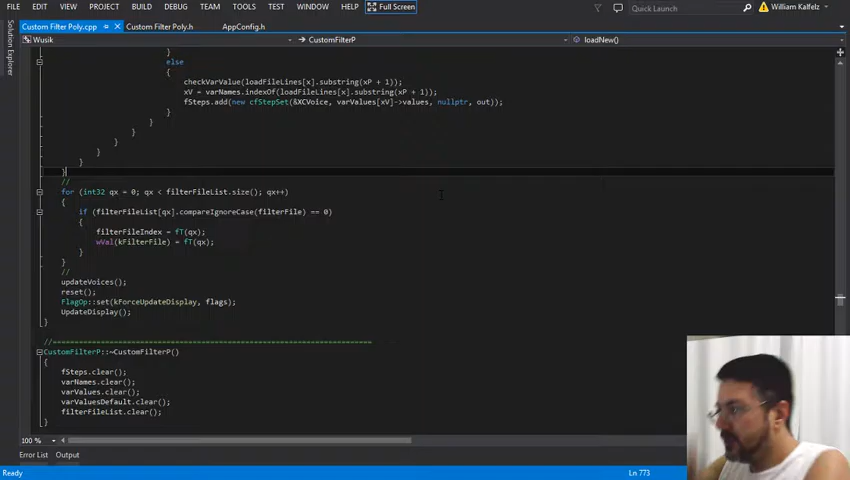 FILE EDIT VIEW PROJECT BUILD DEBUG TEAM TOOLS TEST WINDOW HELP Full Screen Quick Launch William Kalfelz
Solution Explorer
Custom Filter Poly.cpp Custom Filter Poly.h AppConfig.h
Wusik CustomFilterP loadNew()
}
else
{
checkVarValue(loadFileLines[x].substring(xP + 1));
xV = varNames.indexOf(loadFileLines[x].substring(xP + 1));
fSteps.add(new cfStepSet(&XCVoice, varValues[xV]->values, nullptr, out));
}
}
}
}
}
}
}
//
for (int32 qx = 0; qx < filterFileList.size(); qx++)
{
if (filterFileList[qx].compareIgnoreCase(filterFile) == 0)
{
filterFileIndex = fT(qx);
wVal(kFilterFile) = fT(qx);
}
}
//
updateVoices();
reset();
FlagOp::set(kForceUpdateDisplay, flags);
UpdateDisplay();
}
//==========================================================================
CustomFilterP::~CustomFilterP()
{
fSteps.clear();
varNames.clear();
varValues.clear();
varValuesDefault.clear();
filterFileList.clear();
}
100 %
Error List Output
Ready Ln 773